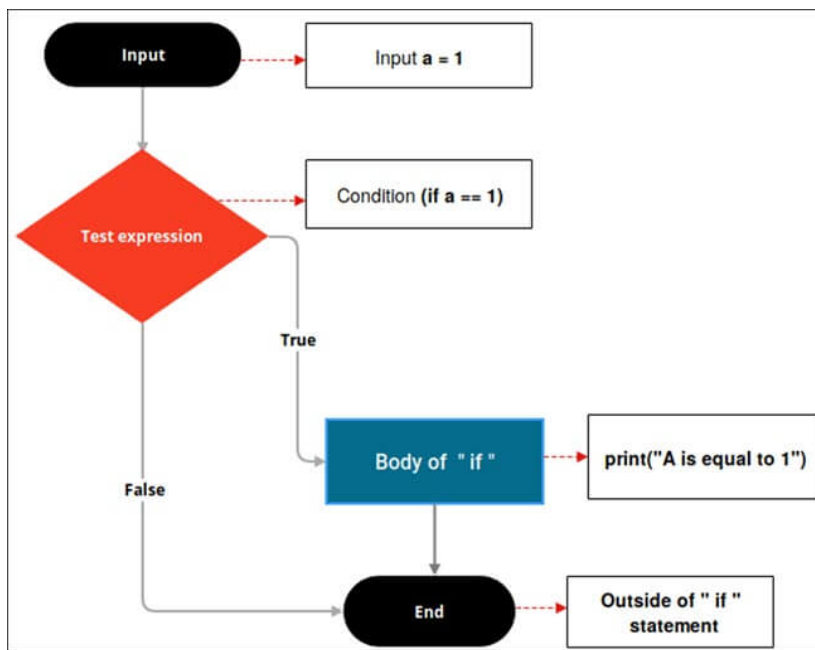 Input
Input a = 1
Condition (if a == 1)
Test expression
True
Body of " if "
print("A is equal to 1")
False
End
Outside of " if "
statement